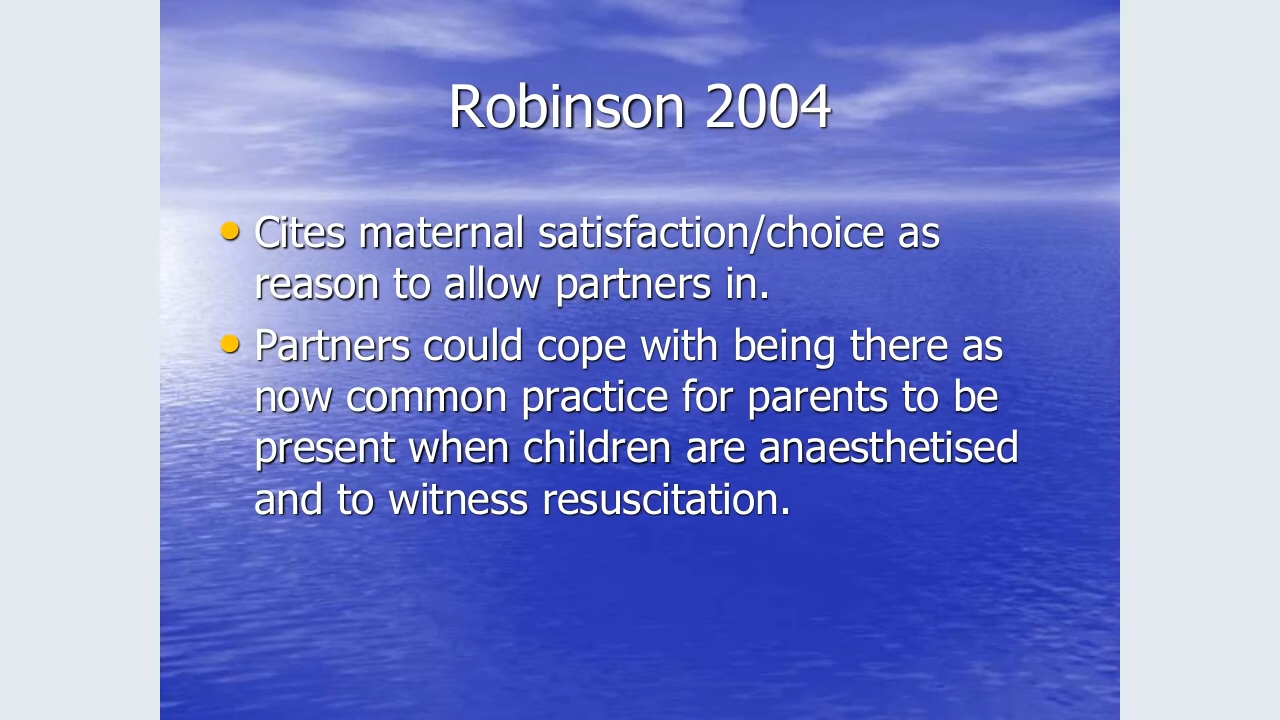 Robinson 2004
• Cites maternal satisfaction/choice as
reason to allow partners in.
• Partners could cope with being there as
now common practice for parents to be
present when children are anaesthetised
and to witness resuscitation.